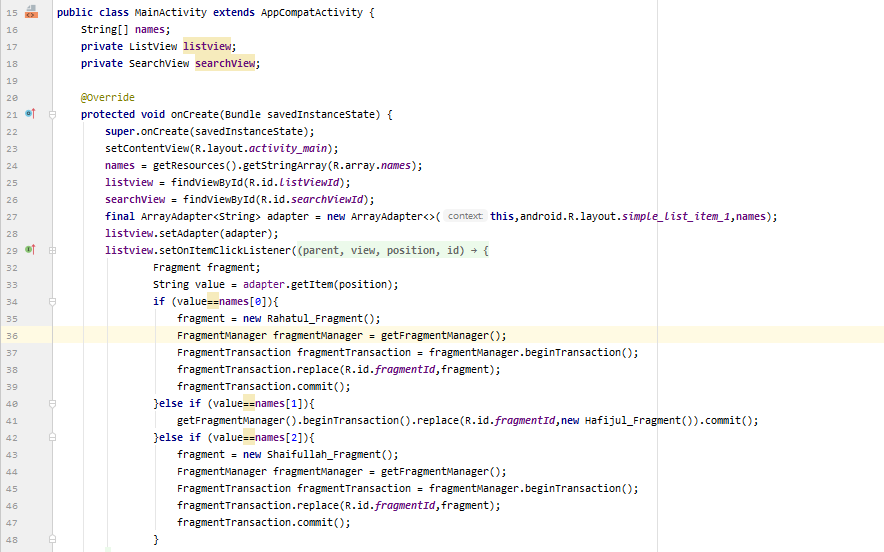 15 public class MainActivity extends AppCompatActivity {
16 String[] names;
17 private ListView listview;
18 private SearchView searchView;
19
20 @Override
21 protected void onCreate(Bundle savedInstanceState) {
22 super.onCreate(savedInstanceState);
23 setContentView(R.layout.activity_main);
24 names = getResources().getStringArray(R.array.names);
25 listview = findViewById(R.id.listViewId);
26 searchView = findViewById(R.id.searchViewId);
27 final ArrayAdapter<String> adapter = new ArrayAdapter<>( context: this,android.R.layout.simple_list_item_1,names);
28 listview.setAdapter(adapter);
29 listview.setOnItemClickListener((parent, view, position, id) → {
32 Fragment fragment;
33 String value = adapter.getItem(position);
34 if (value==names[0]){
35 fragment = new Rahatul_Fragment();
36 FragmentManager fragmentManager = getFragmentManager();
37 FragmentTransaction fragmentTransaction = fragmentManager.beginTransaction();
38 fragmentTransaction.replace(R.id.fragmentId,fragment);
39 fragmentTransaction.commit();
40 }else if (value==names[1]){
41 getFragmentManager().beginTransaction().replace(R.id.fragmentId,new Hafijul_Fragment()).commit();
42 }else if (value==names[2]){
43 fragment = new Shaifullah_Fragment();
44 FragmentManager fragmentManager = getFragmentManager();
45 FragmentTransaction fragmentTransaction = fragmentManager.beginTransaction();
46 fragmentTransaction.replace(R.id.fragmentId,fragment);
47 fragmentTransaction.commit();
48 }